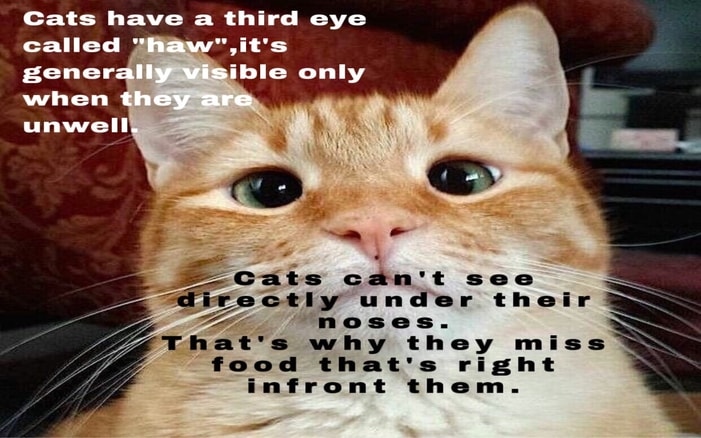 Cats have a third eye
called "haw",it's
generally visible only
when they are
unwell.
Cats can't see
directly under their
noses.
That's why they miss
food that's right
infront them.